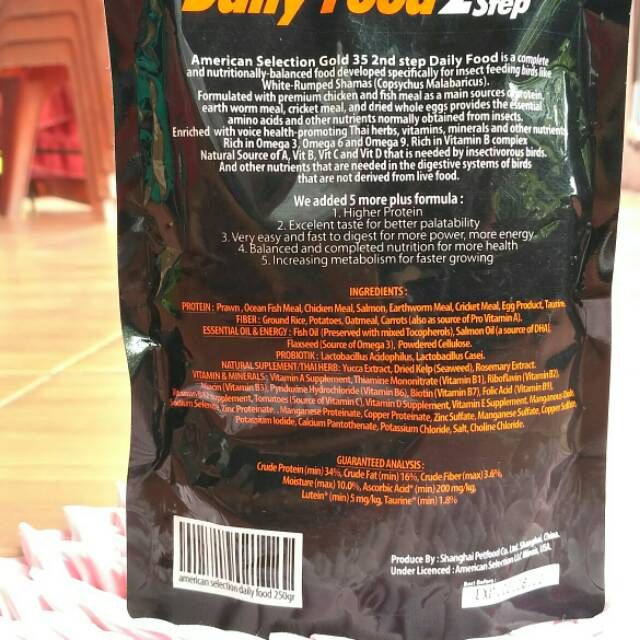 Daily Food 2
Step
American Selection Gold 35 2nd step Daily Food is a complete
and nutritionally-balanced food developed specifically for insect feeding birds like
White-Rumped Shamas (Copsychus Malabaricus).
Formulated with premium chicken and fish meal as a main sources of protein,
earth worm meal, cricket meal, and dried whole eggs provides the essential
amino acids and other nutrients normally obtained from insects.
Enriched with voice health-promoting Thai herbs, vitamins, minerals and other nutrients
Rich in Omega 3, Omega 6 and Omega 9. Rich in Vitamin B complex
Natural Source of A, Vit B, Vit C and Vit D that is needed by insectivorous birds.
And other nutrients that are needed in the digestive systems of birds
that are not derived from live food.
We added 5 more plus formula :
1. Higher Protein
2. Excelent taste for better palatability
3. Very easy and fast to digest for more power, more energy
4. Balanced and completed nutrition for more health
5. Increasing metabolism for faster growing
INGREDIENTS :
PROTEIN : Prawn, Ocean Fish Meal, Chicken Meal, Salmon, Earthworm Meal, Cricket Meal, Egg Product, Taurine
FIBER : Ground Rice, Potatoes, Oatmeal, Carrots (also as source of Pro Vitamin A).
ESSENTIAL OIL & ENERGY : Fish Oil (Preserved with mixed Tocopherols), Salmon Oil (a source of DHA),
Flaxseed (Source of Omega 3), Powdered Cellulose.
PROBIOTIK : Lactobacillus Acidophilus, Lactobacillus Casei.
NATURAL SUPLEMENT/THAI HERB: Yucca Extract, Dried Kelp (Seaweed), Rosemary Extract.
VITAMIN & MINERALS : Vitamin A Supplement, Thiamine Mononitrate (Vitamin B1), Riboflavin (Vitamin B2),
Niacin (Vitamin B3), Pyridoxine Hydrochloride (Vitamin B6), Biotin (Vitamin B7), Folic Acid (Vitamin B9),
Vitamin B12 Supplement, Tomatoes (Source of Vitamin C), Vitamin D Supplement, Vitamin E Supplement, Manganous Oxide,
Sodium Selenite, Zinc Proteinate, Manganese Proteinate, Copper Proteinate, Zinc Sulfate, Manganese Sulfate, Copper Sulfate,
Potassium Iodide, Calcium Pantothenate, Potassium Chloride, Salt, Choline Chloride.
GUARANTEED ANALYSIS :
Crude Protein (min) 34%, Crude Fat (min) 16%, Crude Fiber (max) 3.6%,
Moisture (max) 10.0%, Ascorbic Acid* (min) 200 mg/kg,
Lutein* (min) 5 mg/kg, Taurine* (min) 1.8%
american selection daily food 250gr
Produce By : Shanghai Petfood Co. Ltd. Shanghai, China.
Under Licenced : American Selection LLC Illinois, USA.
Best Before :
EXP